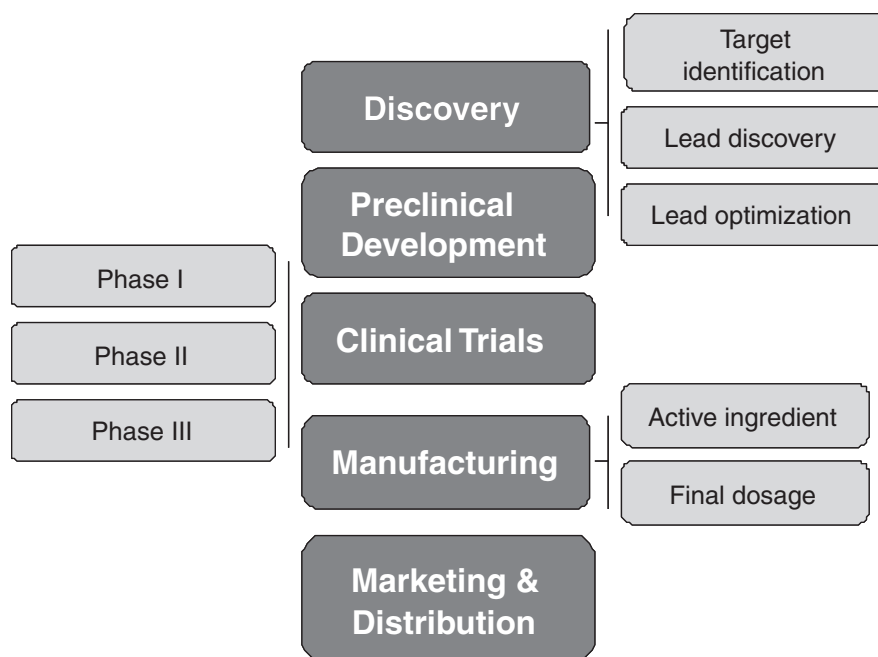 Target
identification
Discovery
Lead discovery
Preclinical
Development
Lead optimization
Phase I
Clinical Trials
Phase II
Phase III
Active ingredient
Manufacturing
Final dosage
Marketing &
Distribution